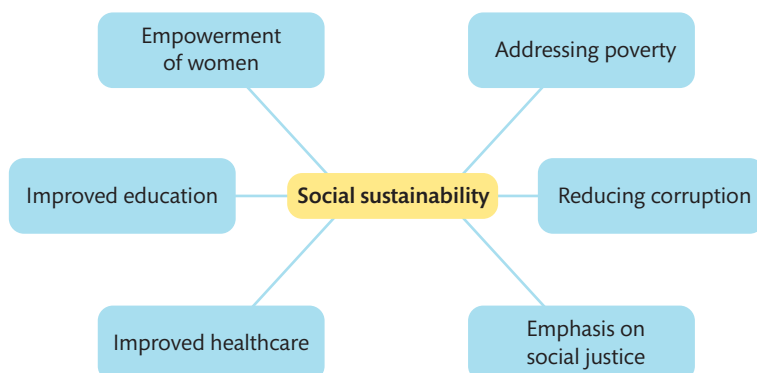 Empowerment
of women
Addressing poverty
Improved education
Social sustainability
Reducing corruption
Improved healthcare
Emphasis on
social justice